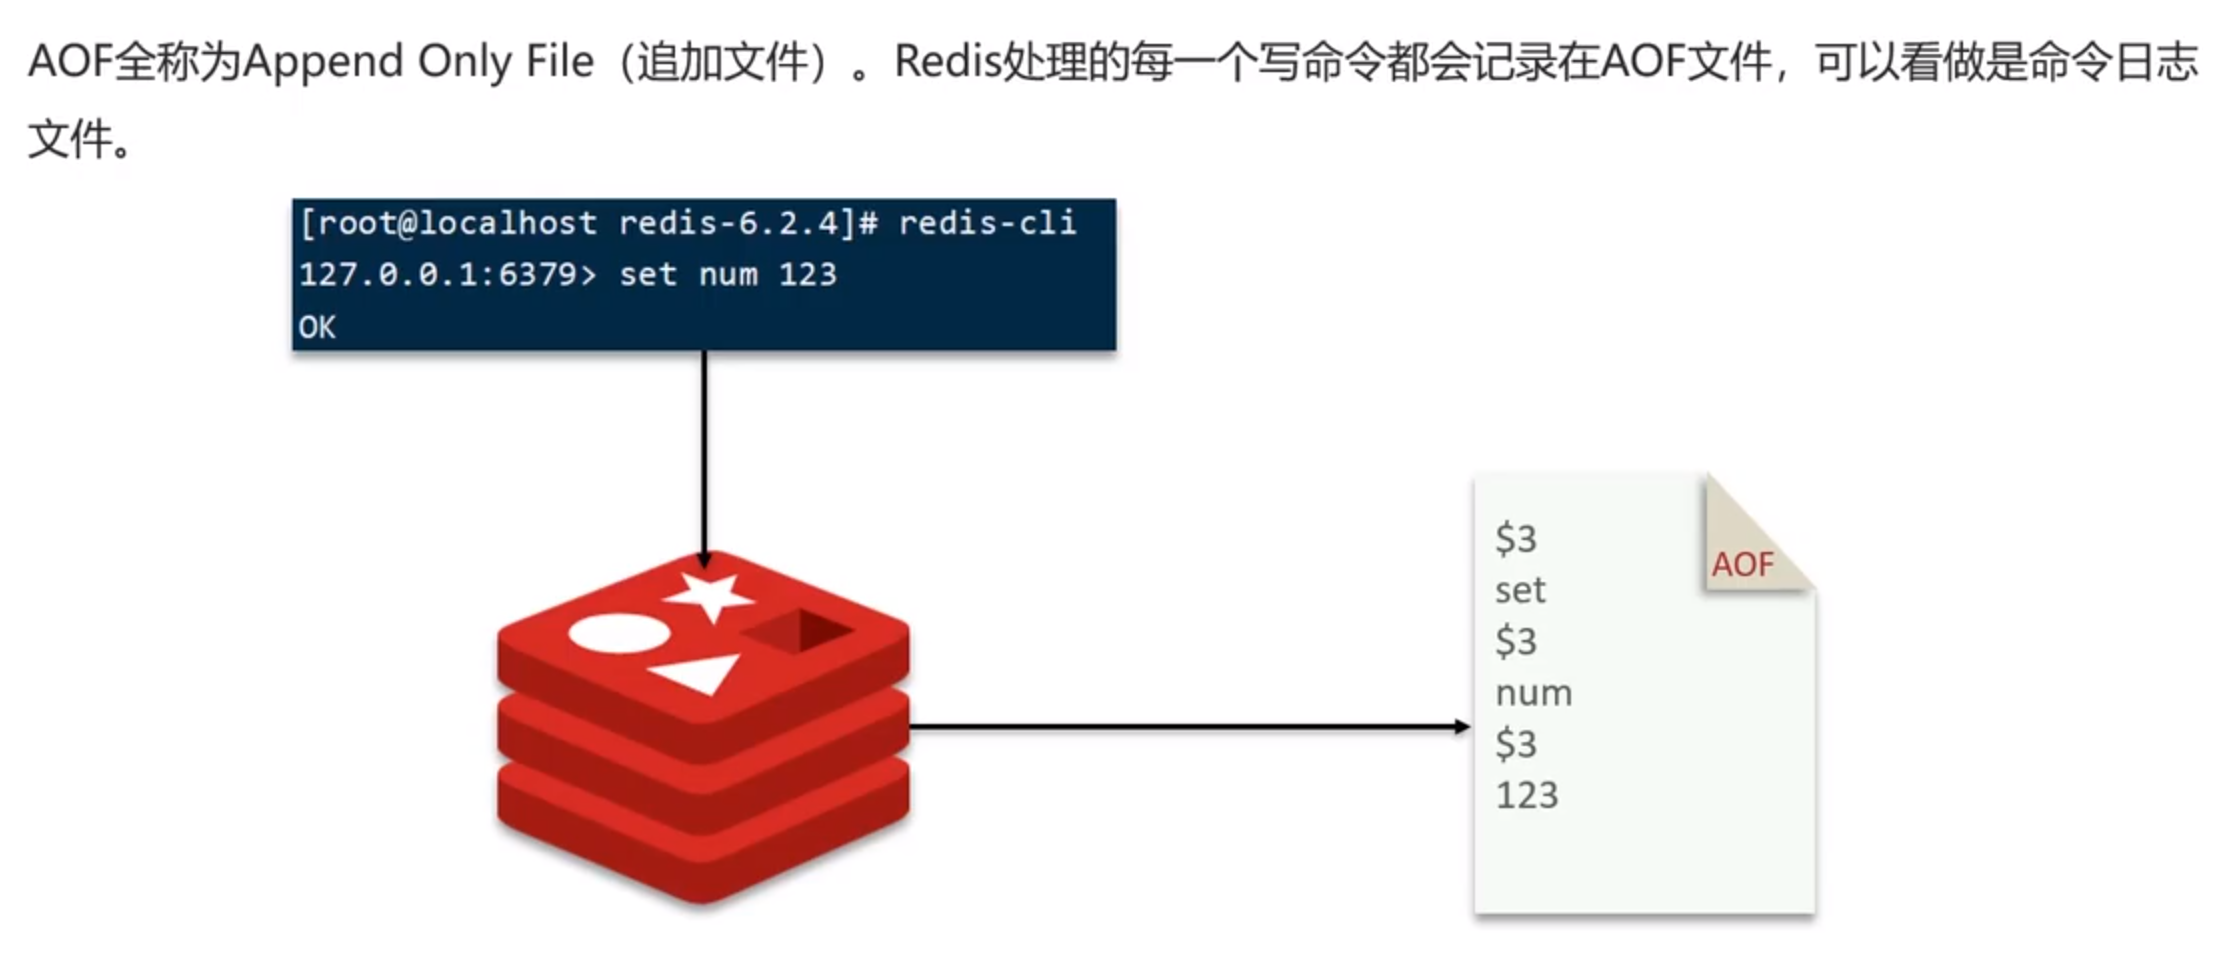 AOF全称为Append Only File（追加文件）。Redis处理的每一个写命令都会记录在AOF文件，可以看做是命令日志
文件。
[root@localhost redis-6.2.4]# redis-cli
127.0.0.1:6379> set num 123
OK
AOF
$3
set
$3
num
$3
123